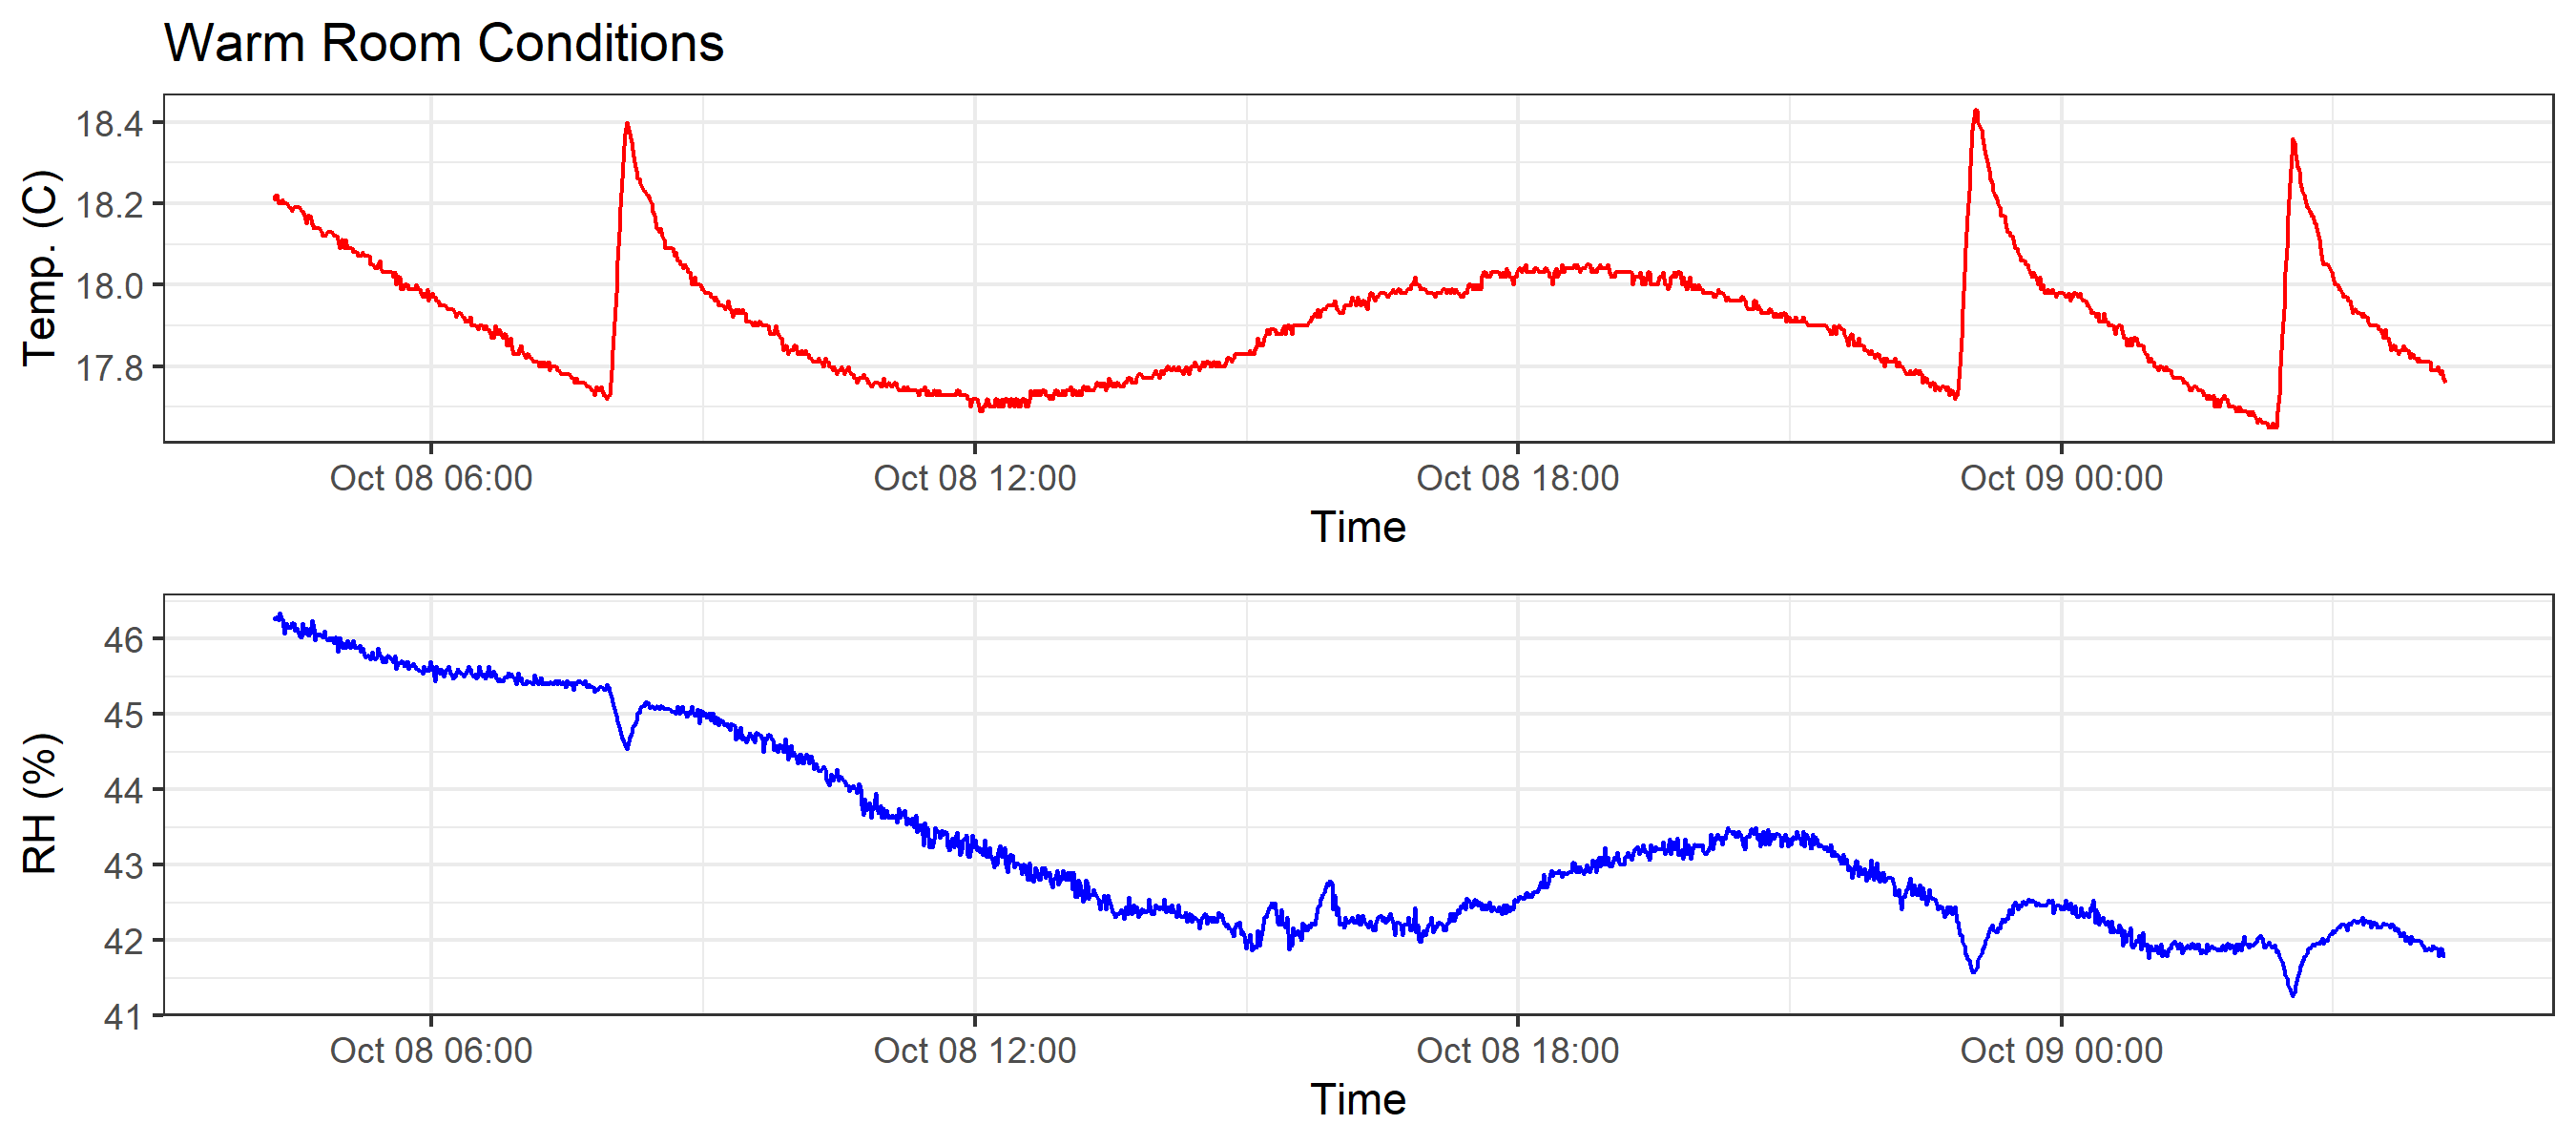 Warm Room Conditions
Temp. (C)
18.4
18.2
18.0
17.8
Oct 08 06:00 Oct 08 12:00 Oct 08 18:00 Oct 09 00:00
Time
RH (%)
46
45
44
43
42
41
Oct 08 06:00 Oct 08 12:00 Oct 08 18:00 Oct 09 00:00
Time